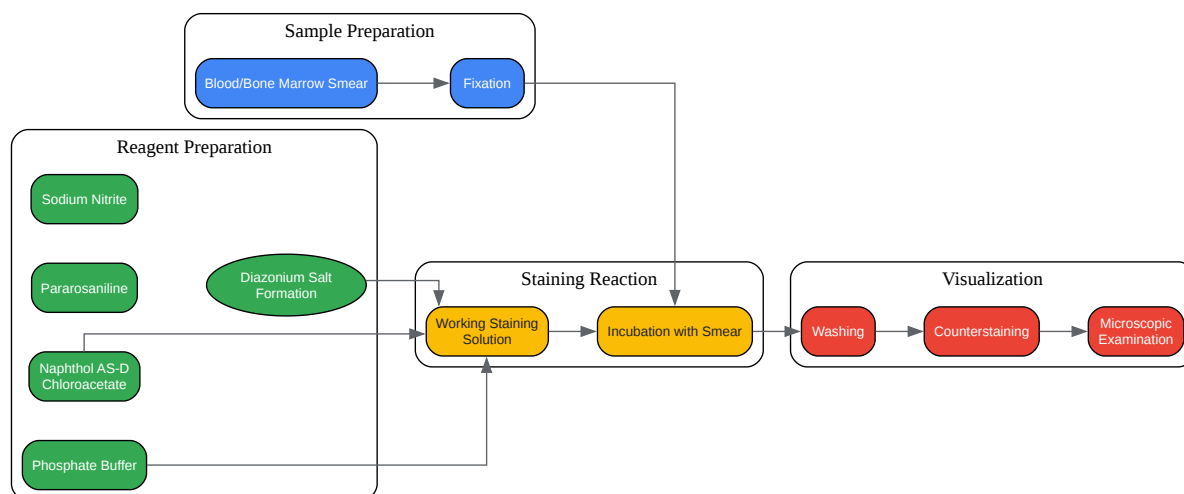 Sample Preparation
Blood/Bone Marrow Smear
Fixation
Reagent Preparation
Sodium Nitrite
Pararosaniline
Diazonium Salt
Formation
Naphthol AS-D
Chloroacetate
Phosphate Buffer
Staining Reaction
Working Staining
Solution
Incubation with Smear
Visualization
Washing
Counterstaining
Microscopic
Examination